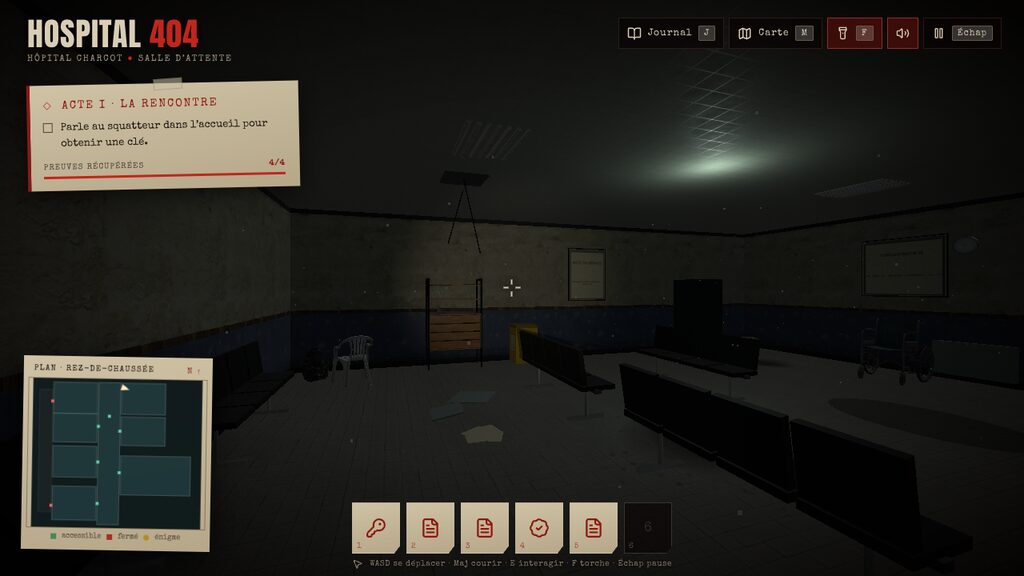 HOSPITAL 404
HÔPITAL CHARCOT • SALLE D'ATTENTE
Journal J
Carte M
F
Échap
ACTE I · LA RENCONTRE
Parle au squatteur dans l'accueil pour
obtenir une clé.
PREUVES RÉCUPÉRÉES 4/4
PLAN · REZ-DE-CHAUSSÉE N ↑
accessible fermé énigme
1 2 3 4 5 6
WASD se déplacer · Maj courir · E interagir · F torche · Échap pause